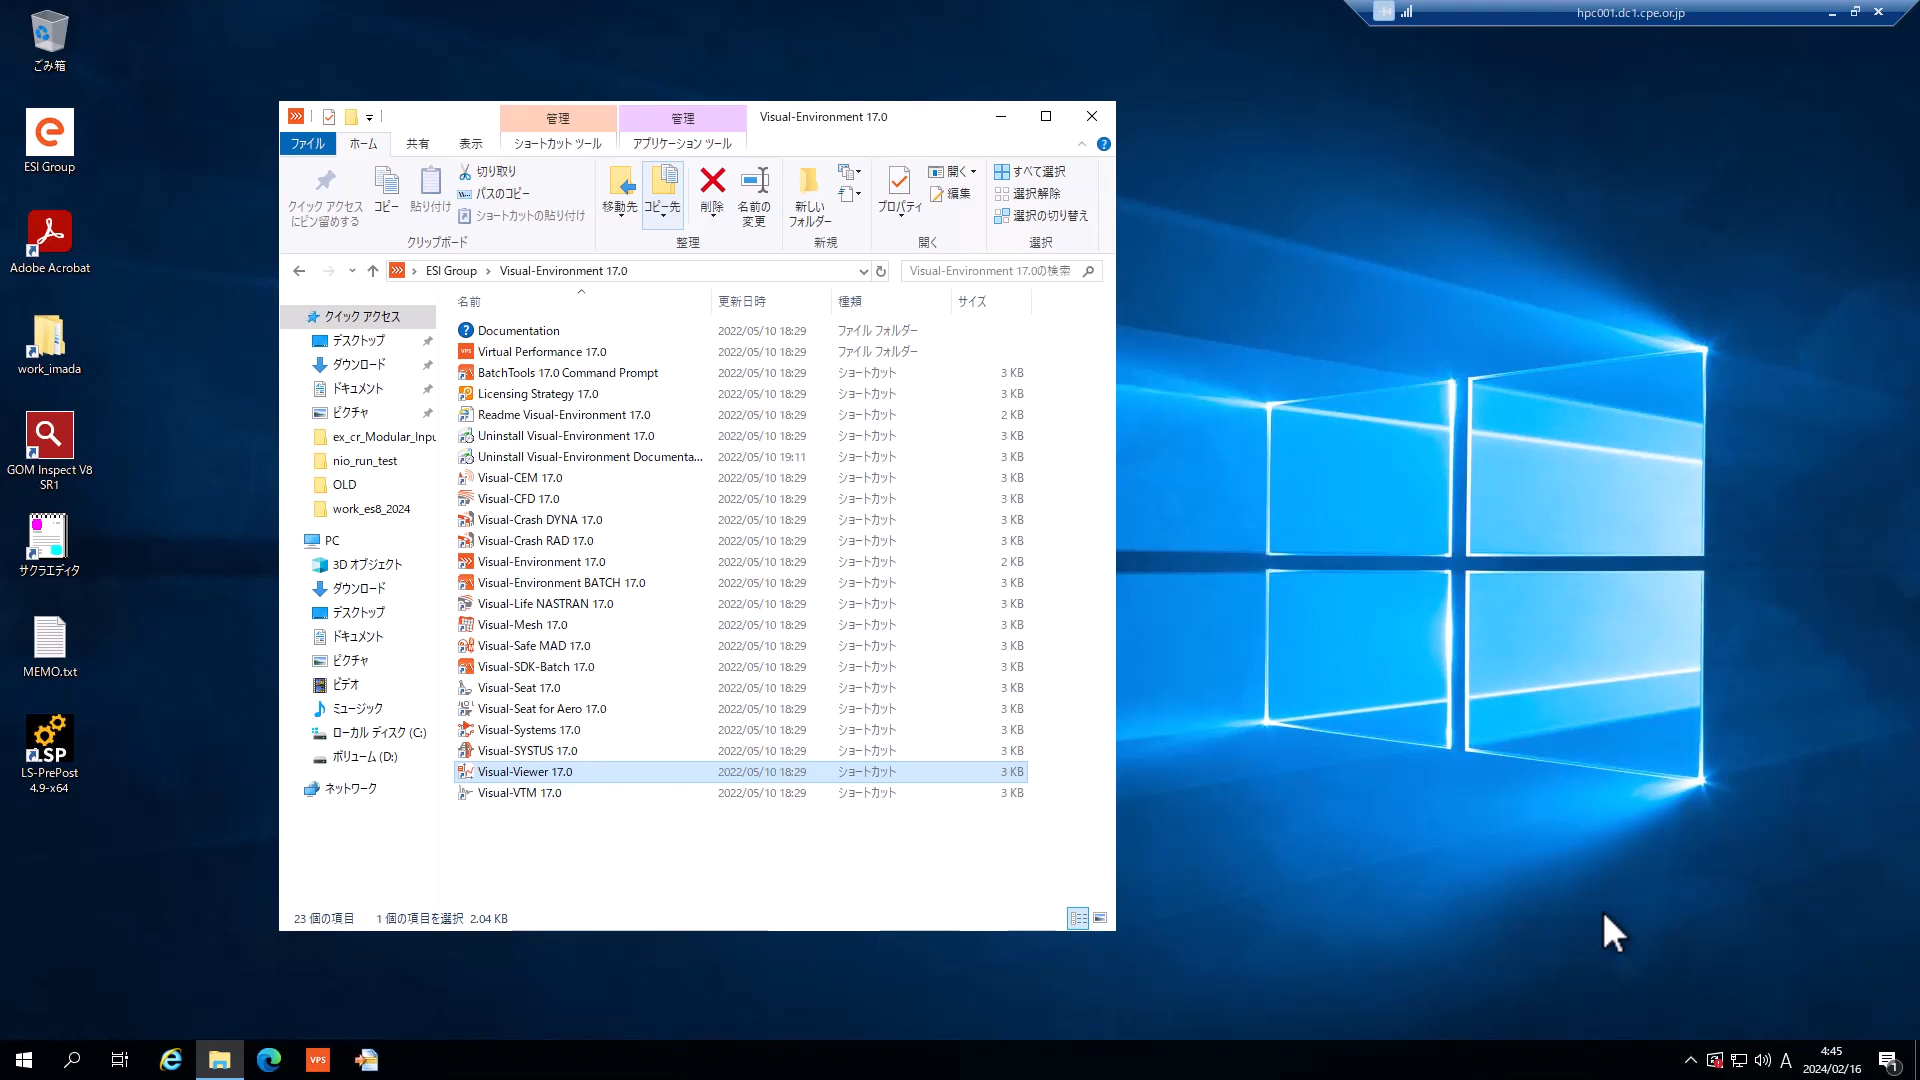 hpc001.dc1.cpe.or.jp
ごみ箱
ESI Group
Adobe Acrobat
work_imada
GOM Inspect V8
SR1
サクラエディタ
MEMO.txt
LSP
LS-PrePost
4.9-x64
管理
管理
Visual-Environment 17.0
ファイル
ホーム
共有
表示
ショートカット ツール
アプリケーション ツール
クイック アクセス
にピン留めする
コピー
貼り付け
切り取り
パスのコピー
ショートカットの貼り付け
クリップボード
移動先
コピー先
削除
名前の
変更
整理
新しい
フォルダー
新規
プロパティ
開く
編集
開く
すべて選択
選択解除
選択の切り替え
選択
ESI Group
Visual-Environment 17.0
Visual-Environment 17.0の検索
クイック アクセス
デスクトップ
ダウンロード
ドキュメント
ピクチャ
ex_cr_Modular_Inpu
nio_run_test
OLD
work_es8_2024
PC
3D オブジェクト
ダウンロード
デスクトップ
ドキュメント
ピクチャ
ビデオ
ミュージック
ローカル ディスク (C:)
ボリューム (D:)
ネットワーク
名前 更新日時 種類 サイズ
Documentation 2022/05/10 18:29 ファイル フォルダー
Virtual Performance 17.0 2022/05/10 18:29 ファイル フォルダー
BatchTools 17.0 Command Prompt 2022/05/10 18:29 ショートカット 3 KB
Licensing Strategy 17.0 2022/05/10 18:29 ショートカット 3 KB
Readme Visual-Environment 17.0 2022/05/10 18:29 ショートカット 2 KB
Uninstall Visual-Environment 17.0 2022/05/10 18:29 ショートカット 3 KB
Uninstall Visual-Environment Documenta... 2022/05/10 19:11 ショートカット 3 KB
Visual-CEM 17.0 2022/05/10 18:29 ショートカット 3 KB
Visual-CFD 17.0 2022/05/10 18:29 ショートカット 3 KB
Visual-Crash DYNA 17.0 2022/05/10 18:29 ショートカット 3 KB
Visual-Crash RAD 17.0 2022/05/10 18:29 ショートカット 3 KB
Visual-Environment 17.0 2022/05/10 18:29 ショートカット 2 KB
Visual-Environment BATCH 17.0 2022/05/10 18:29 ショートカット 3 KB
Visual-Life NASTRAN 17.0 2022/05/10 18:29 ショートカット 3 KB
Visual-Mesh 17.0 2022/05/10 18:29 ショートカット 3 KB
Visual-Safe MAD 17.0 2022/05/10 18:29 ショートカット 3 KB
Visual-SDK-Batch 17.0 2022/05/10 18:29 ショートカット 3 KB
Visual-Seat 17.0 2022/05/10 18:29 ショートカット 3 KB
Visual-Seat for Aero 17.0 2022/05/10 18:29 ショートカット 3 KB
Visual-Systems 17.0 2022/05/10 18:29 ショートカット 3 KB
Visual-SYSTUS 17.0 2022/05/10 18:29 ショートカット 3 KB
Visual-Viewer 17.0 2022/05/10 18:29 ショートカット 3 KB
Visual-VTM 17.0 2022/05/10 18:29 ショートカット 3 KB
23 個の項目
1 個の項目を選択 2.04 KB
VPS
A
4:45
2024/02/16
1